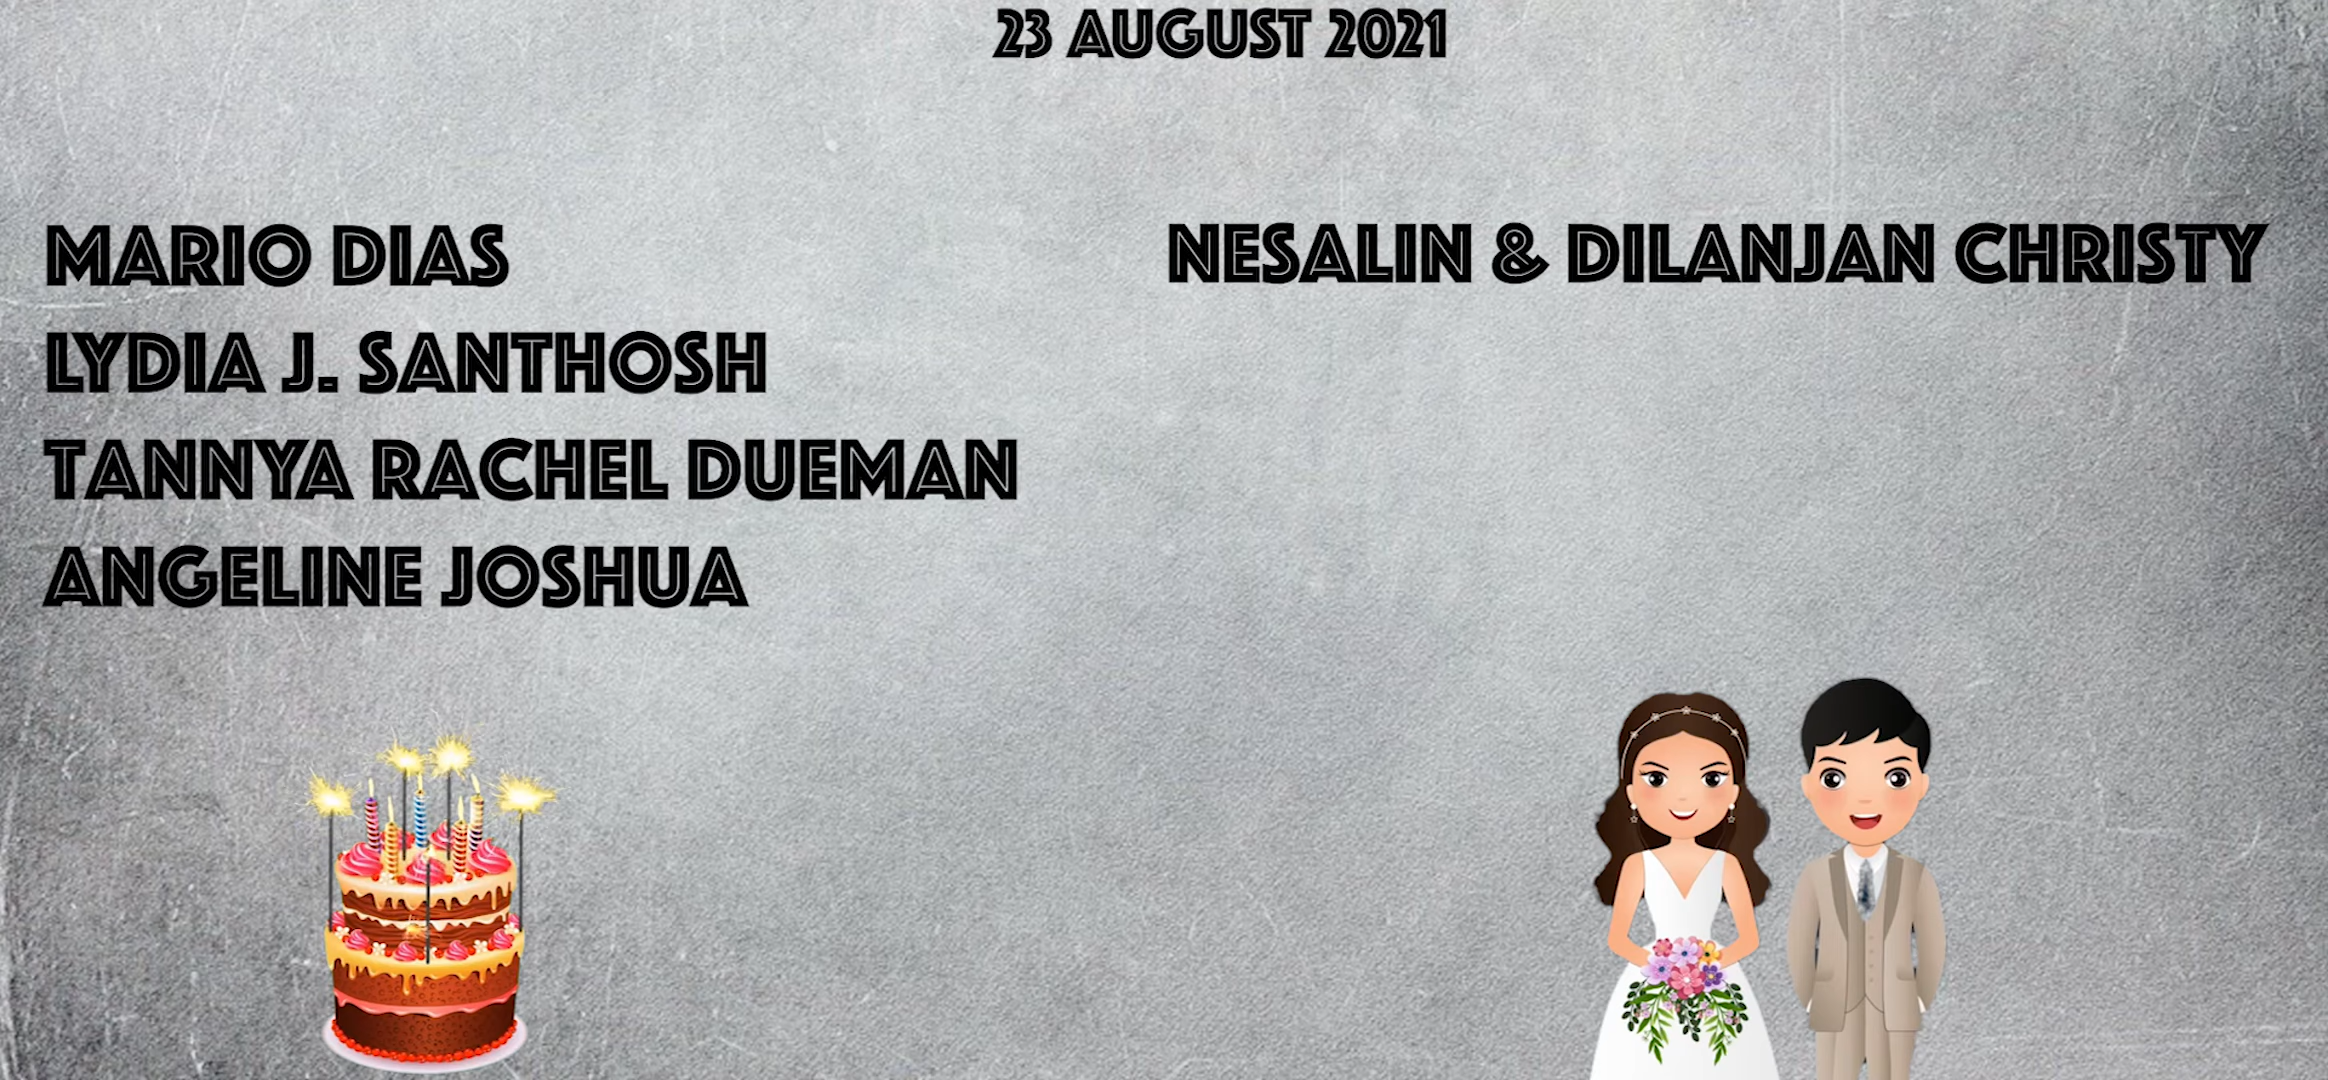 23 AUGUST 2021
MARIO DIAS
LYDIA J. SANTHOSH
TANNYA RACHEL DUEMAN
ANGELINE JOSHUA
NESALIN & DILANJAN CHRISTY